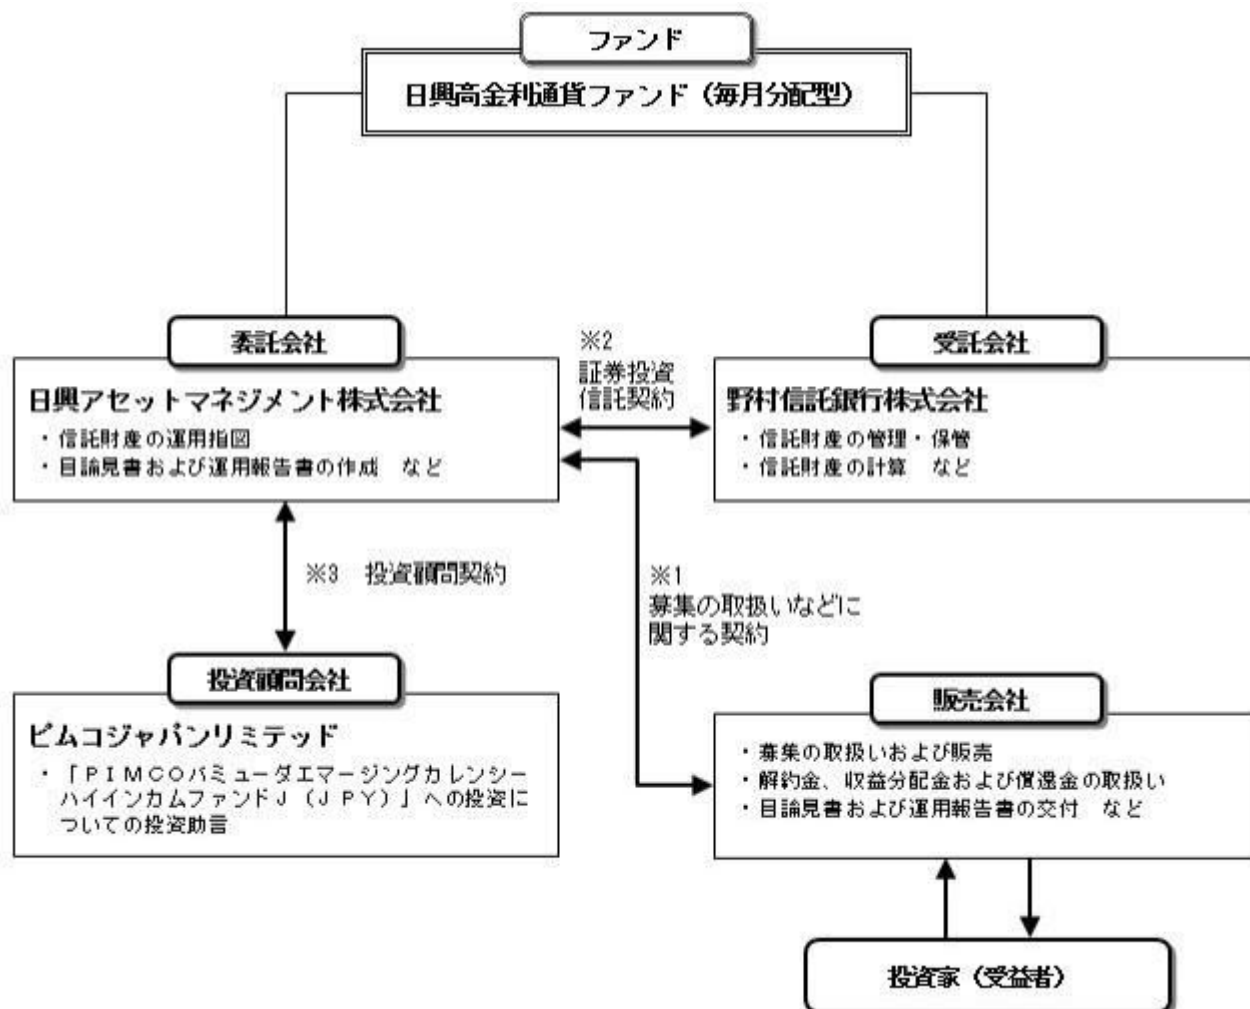 ファンド
日興高金利通貨ファンド（毎月分配型）
委託会社
日興アセットマネジメント株式会社
・信託財産の運用指図
・目論見書および運用報告書の作成　など
※2
証券投資
信託契約
受託会社
野村信託銀行株式会社
・信託財産の管理・保管
・信託財産の計算　など
※3　投資顧問契約
※1
募集の取扱いなどに
関する契約
投資顧問会社
ピムコジャパンリミテッド
・「ＰＩＭＣＯバミューダエマージングカレンシー
ハイインカムファンドＪ（ＪＰＹ）」への投資に
ついての投資助言
販売会社
・募集の取扱いおよび販売
・解約金、収益分配金および償還金の取扱い
・目論見書および運用報告書の交付　など
投資家（受益者）